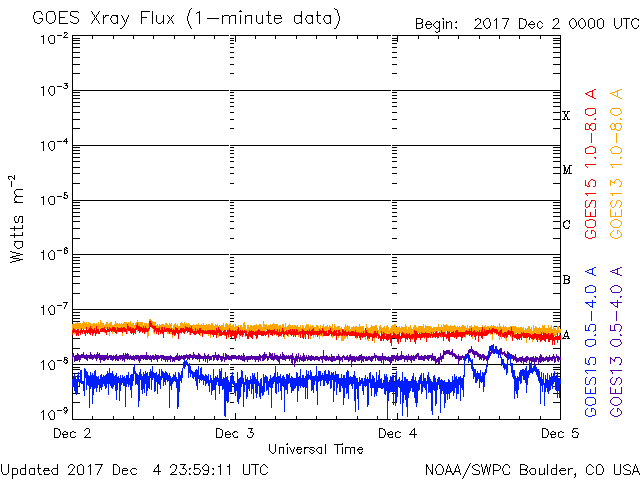 GOES Xray Flux (1-minute data)
Begin: 2017 Dec 2 0000 UTC
10⁻²
10⁻³
10⁻⁴
10⁻⁵
10⁻⁶
10⁻⁷
10⁻⁸
10⁻⁹
Watts m⁻²
X
M
C
B
A
GOES15 1.0-8.0 A
GOES13 1.0-8.0 A
GOES15 0.5-4.0 A
GOES13 0.5-4.0 A
Dec 2
Dec 3
Dec 4
Dec 5
Universal Time
Updated 2017 Dec 4 23:59:11 UTC
NOAA/SWPC Boulder, CO USA